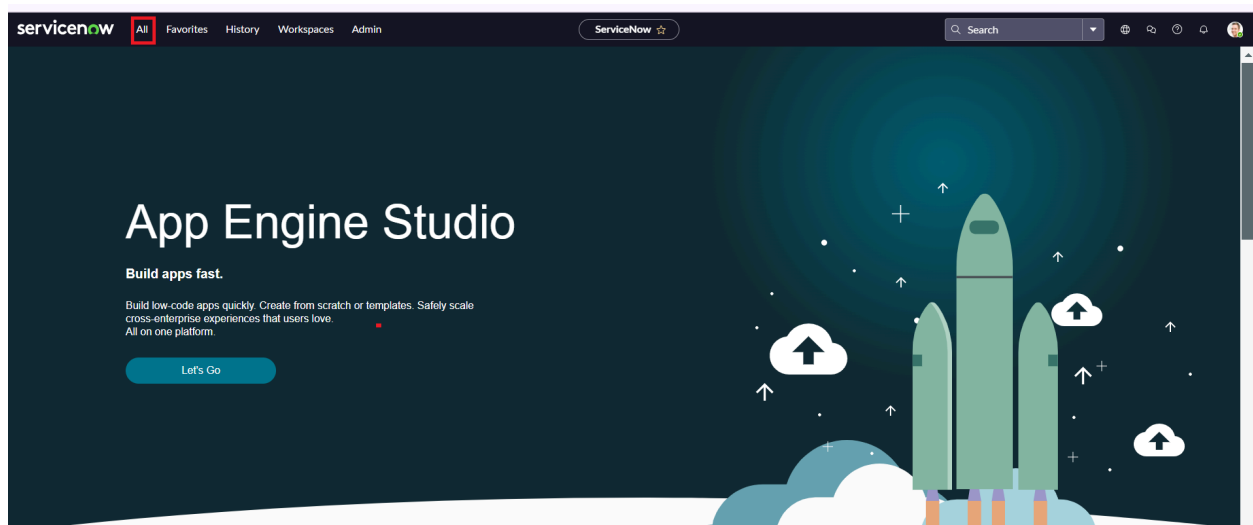 servicenow All Favorites History Workspaces Admin ServiceNow Search
App Engine Studio
Build apps fast.
Build low-code apps quickly. Create from scratch or templates. Safely scale
cross-enterprise experiences that users love.
All on one platform.
Let's Go